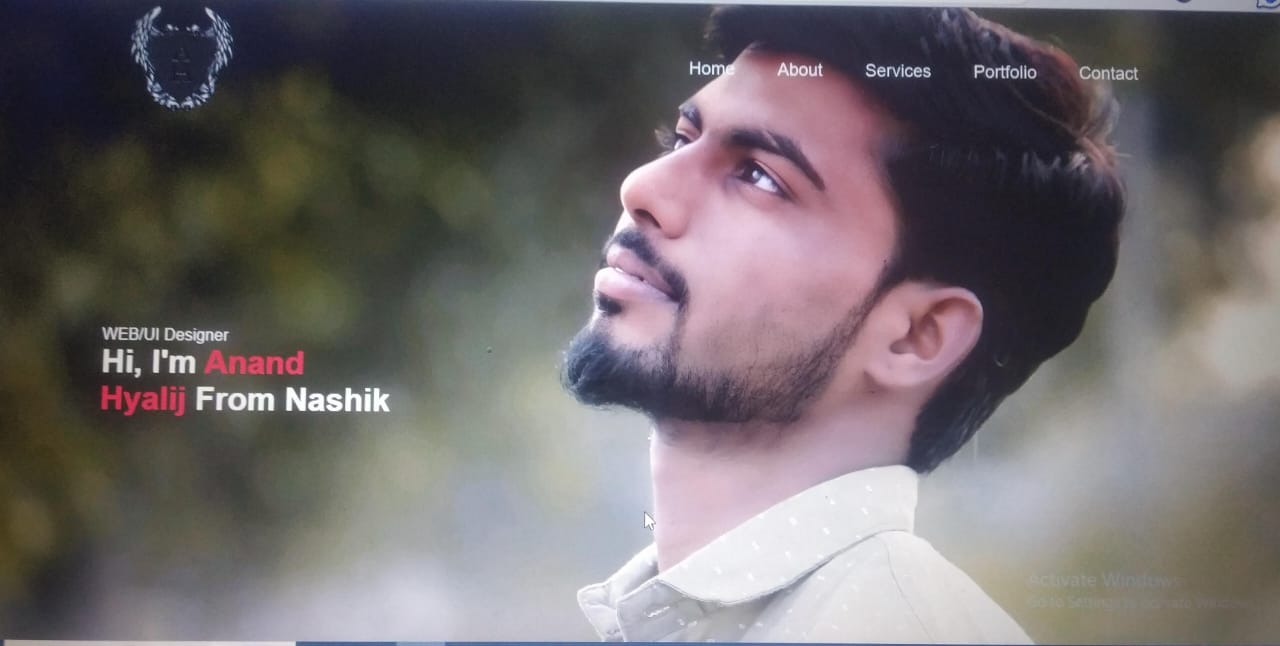 Home About Services Portfolio Contact
WEB/UI Designer
Hi, I'm Anand
Hyalij From Nashik
Activate Windows
Go to Settings to activate Windows.